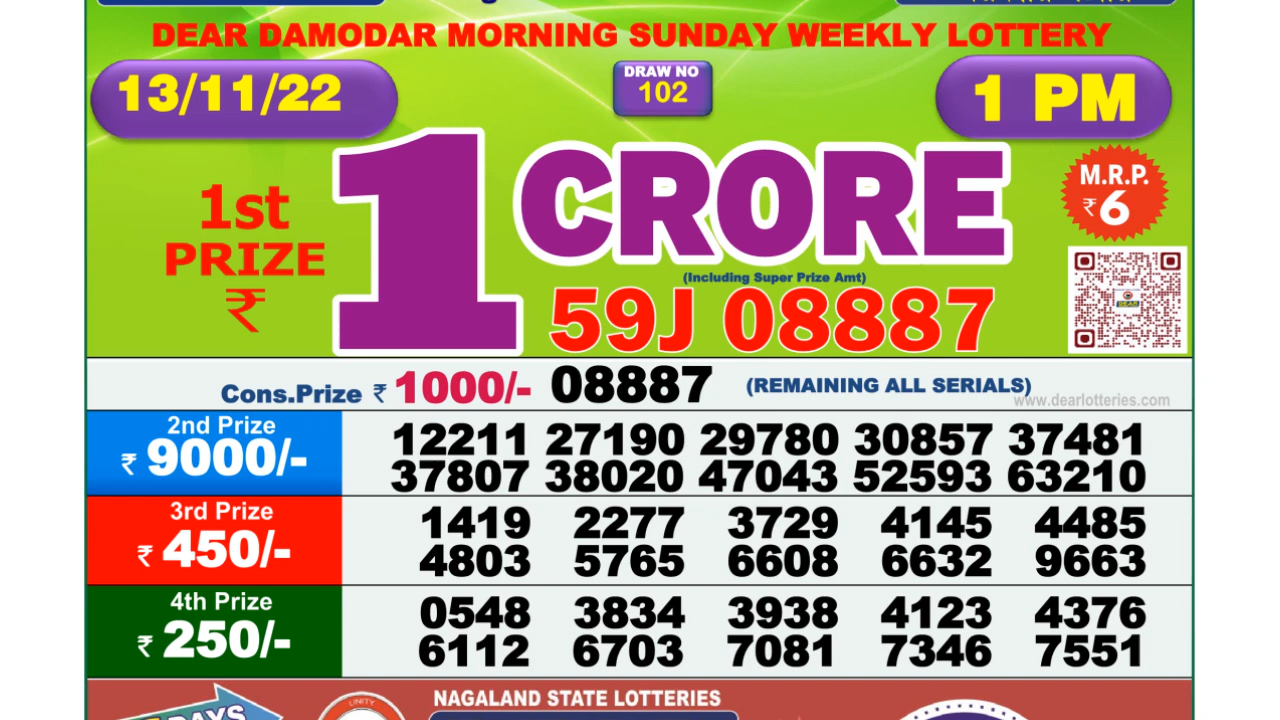 DEAR DAMODAR MORNING SUNDAY WEEKLY LOTTERY
13/11/22
DRAW NO
102
1 PM
1st
PRIZE
₹
1 CRORE
(Including Super Prize Amt)
59J 08887
M.R.P.
₹6
DEAR
Cons.Prize ₹ 1000/- 08887 (REMAINING ALL SERIALS)
www.dearlotteries.com
2nd Prize
₹ 9000/-
12211 27190 29780 30857 37481
37807 38020 47043 52593 63210
3rd Prize
₹ 450/-
1419 2277 3729 4145 4485
4803 5765 6608 6632 9663
4th Prize
₹ 250/-
0548 3834 3938 4123 4376
6112 6703 7081 7346 7551
DAYS
UNITY
NAGALAND STATE LOTTERIES